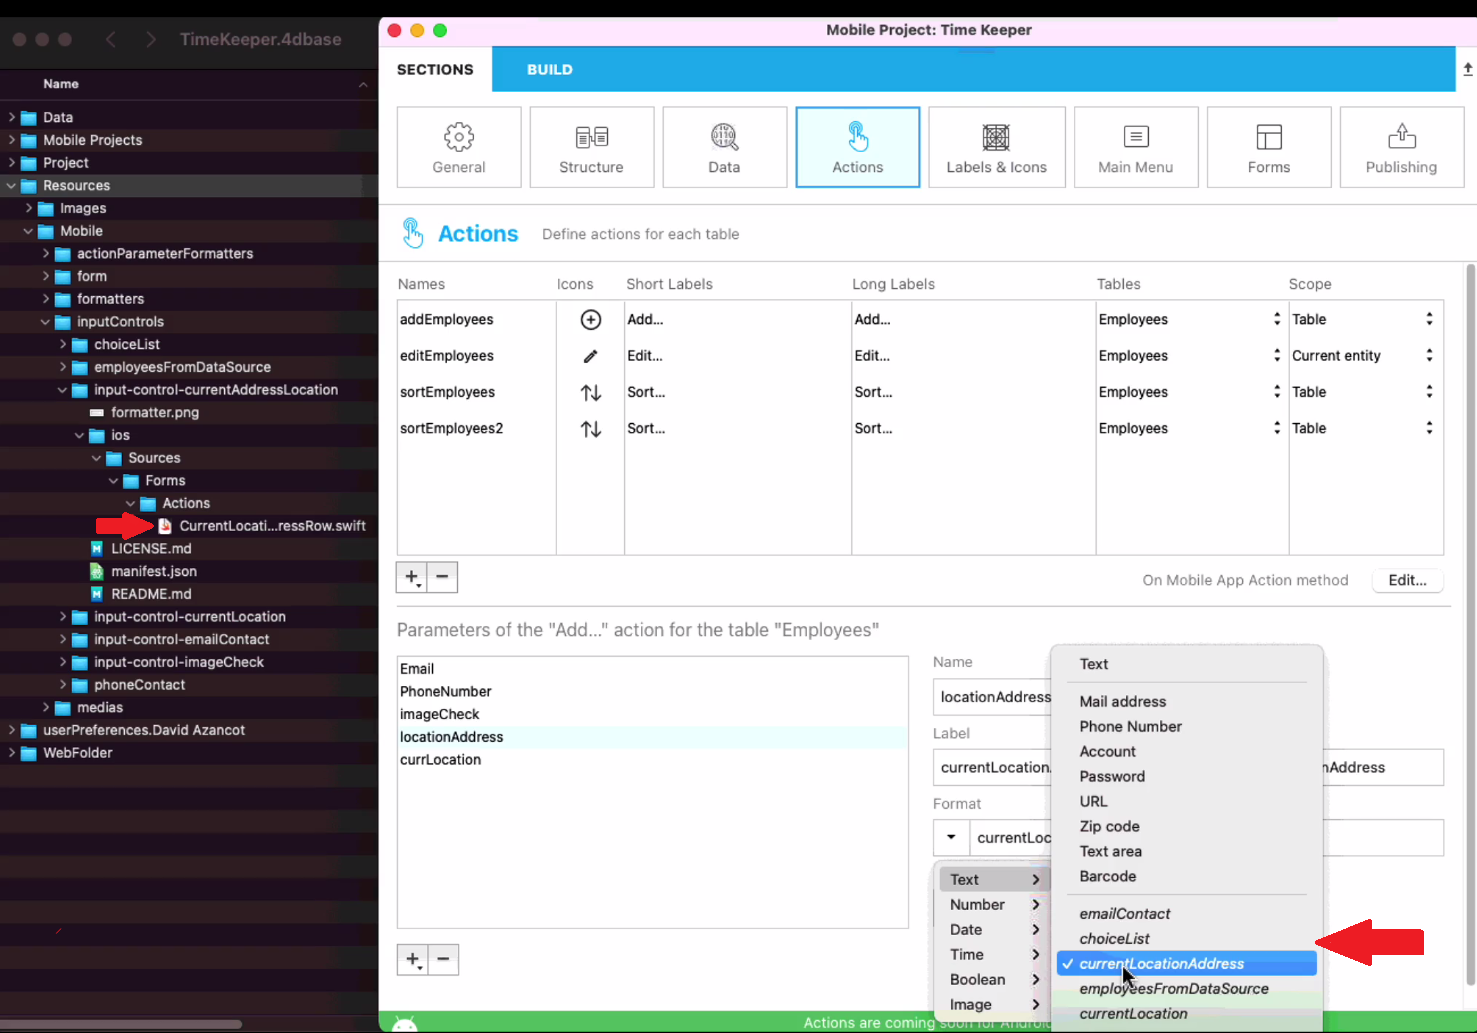 TimeKeeper.4dbase
Name
Data
Mobile Projects
Project
Resources
Images
Mobile
actionParameterFormatters
form
formatters
inputControls
choiceList
employeesFromDataSource
input-control-currentAddressLocation
formatter.png
ios
Sources
Forms
Actions
CurrentLocati...ressRow.swift
LICENSE.md
manifest.json
README.md
input-control-currentLocation
input-control-emailContact
input-control-imageCheck
phoneContact
medias
userPreferences.David Azancot
WebFolder
Mobile Project: Time Keeper
SECTIONS BUILD
General Structure Data Actions Labels & Icons Main Menu Forms Publishing
Actions Define actions for each table
Names Icons Short Labels Long Labels Tables Scope
addEmployees Add... Add... Employees Table
editEmployees Edit... Edit... Employees Current entity
sortEmployees Sort... Sort... Employees Table
sortEmployees2 Sort... Sort... Employees Table
On Mobile App Action method Edit...
Parameters of the "Add..." action for the table "Employees"
Email
PhoneNumber
imageCheck
locationAddress
currLocation
Name
locationAddress
Label
currentLocation. nAddress
Format
currentLoc
Text
Number
Date
Time
Boolean
Image
Text
Mail address
Phone Number
Account
Password
URL
Zip code
Text area
Barcode
emailContact
choiceList
currentLocationAddress
employeesFromDataSource
currentLocation
Actions are coming soon for Android